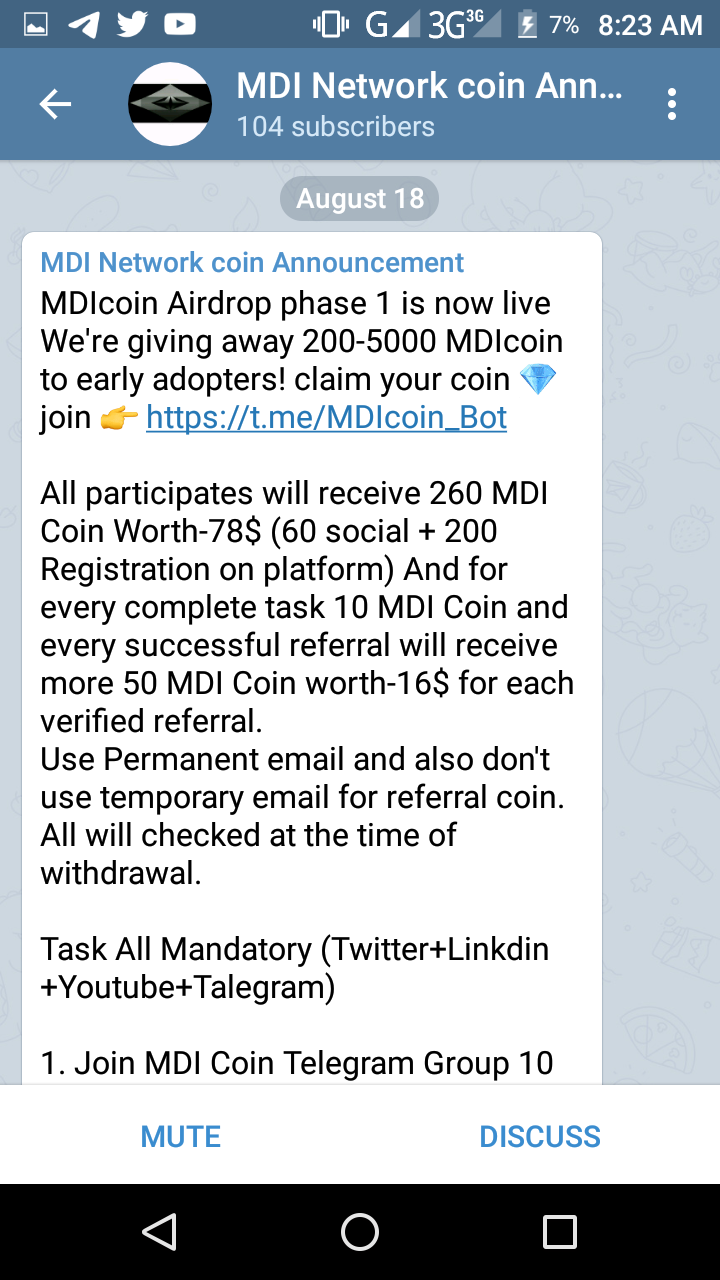 G 3G 3G 7% 8:23 AM
MDI Network coin Ann...
104 subscribers
August 18
MDI Network coin Announcement
MDIcoin Airdrop phase 1 is now live
We're giving away 200-5000 MDIcoin
to early adopters! claim your coin 💎
join 👉 https://t.me/MDIcoin_Bot
All participates will receive 260 MDI
Coin Worth-78$ (60 social + 200
Registration on platform) And for
every complete task 10 MDI Coin and
every successful referral will receive
more 50 MDI Coin worth-16$ for each
verified referral.
Use Permanent email and also don't
use temporary email for referral coin.
All will checked at the time of
withdrawal.
Task All Mandatory (Twitter+Linkdin
+Youtube+Talegram)
1. Join MDI Coin Telegram Group 10
MUTE DISCUSS